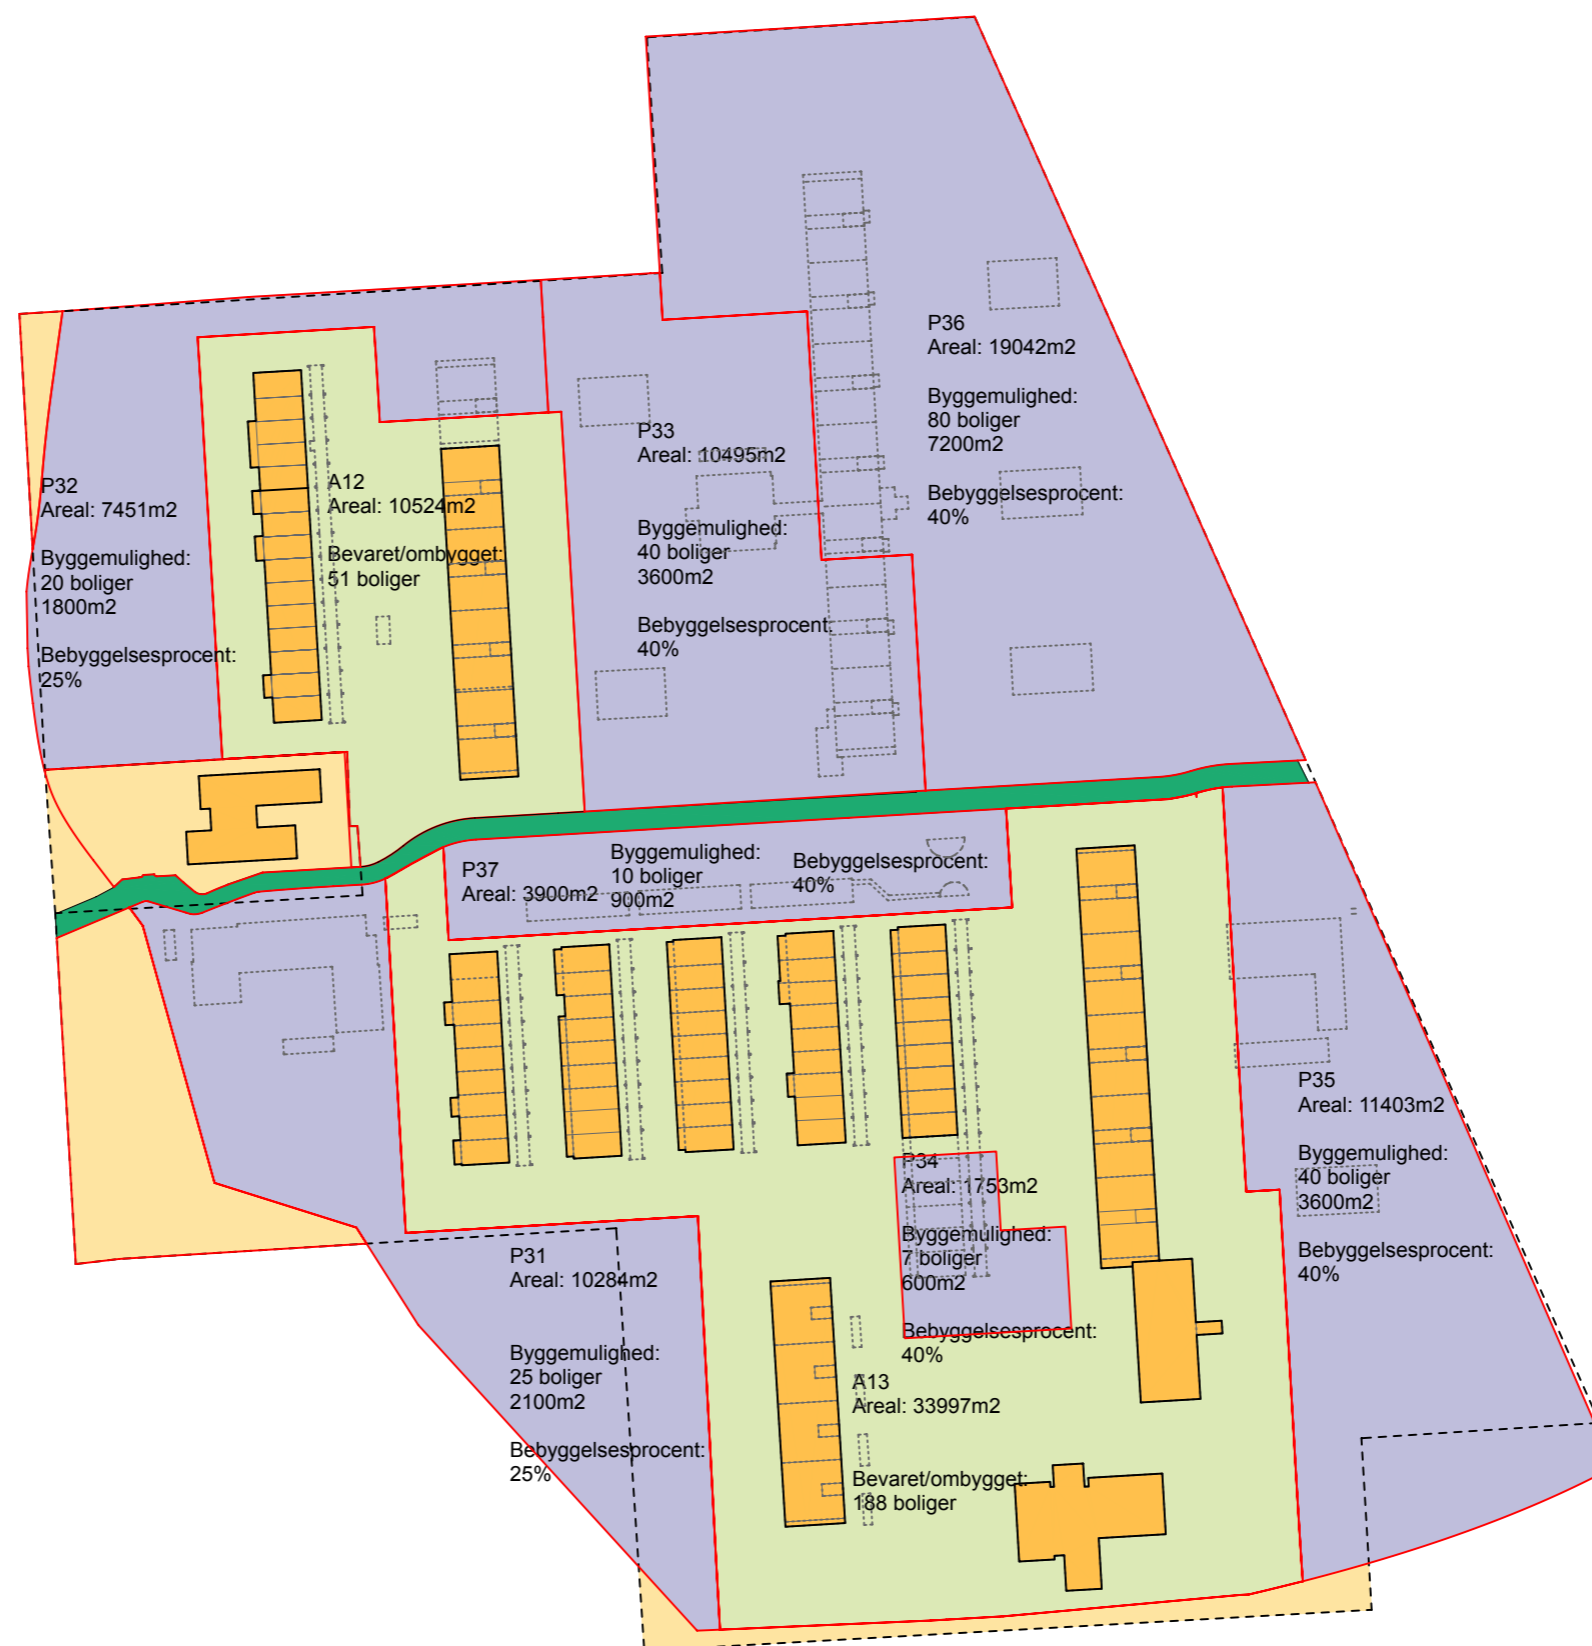 P36
Areal: 19042m2
Byggemulighed:
80 boliger
7200m2
Bebyggelsesprocent:
40%
P33
Areal: 10495m2
Byggemulighed:
40 boliger
3600m2
Bebyggelsesprocent:
40%
P32
Areal: 7451m2
Byggemulighed:
20 boliger
1800m2
Bebyggelsesprocent:
25%
A12
Areal: 10524m2
Bevaret/ombygget:
51 boliger
P37
Areal: 3900m2
Byggemulighed:
10 boliger
900m2
Bebyggelsesprocent:
40%
P35
Areal: 11403m2
Byggemulighed:
40 boliger
3600m2
Bebyggelsesprocent:
40%
P34
Areal: 1753m2
Byggemulighed:
7 boliger
600m2
Bebyggelsesprocent:
40%
P31
Areal: 10284m2
Byggemulighed:
25 boliger
2100m2
Bebyggelsesprocent:
25%
A13
Areal: 33997m2
Bevaret/ombygget:
188 boliger